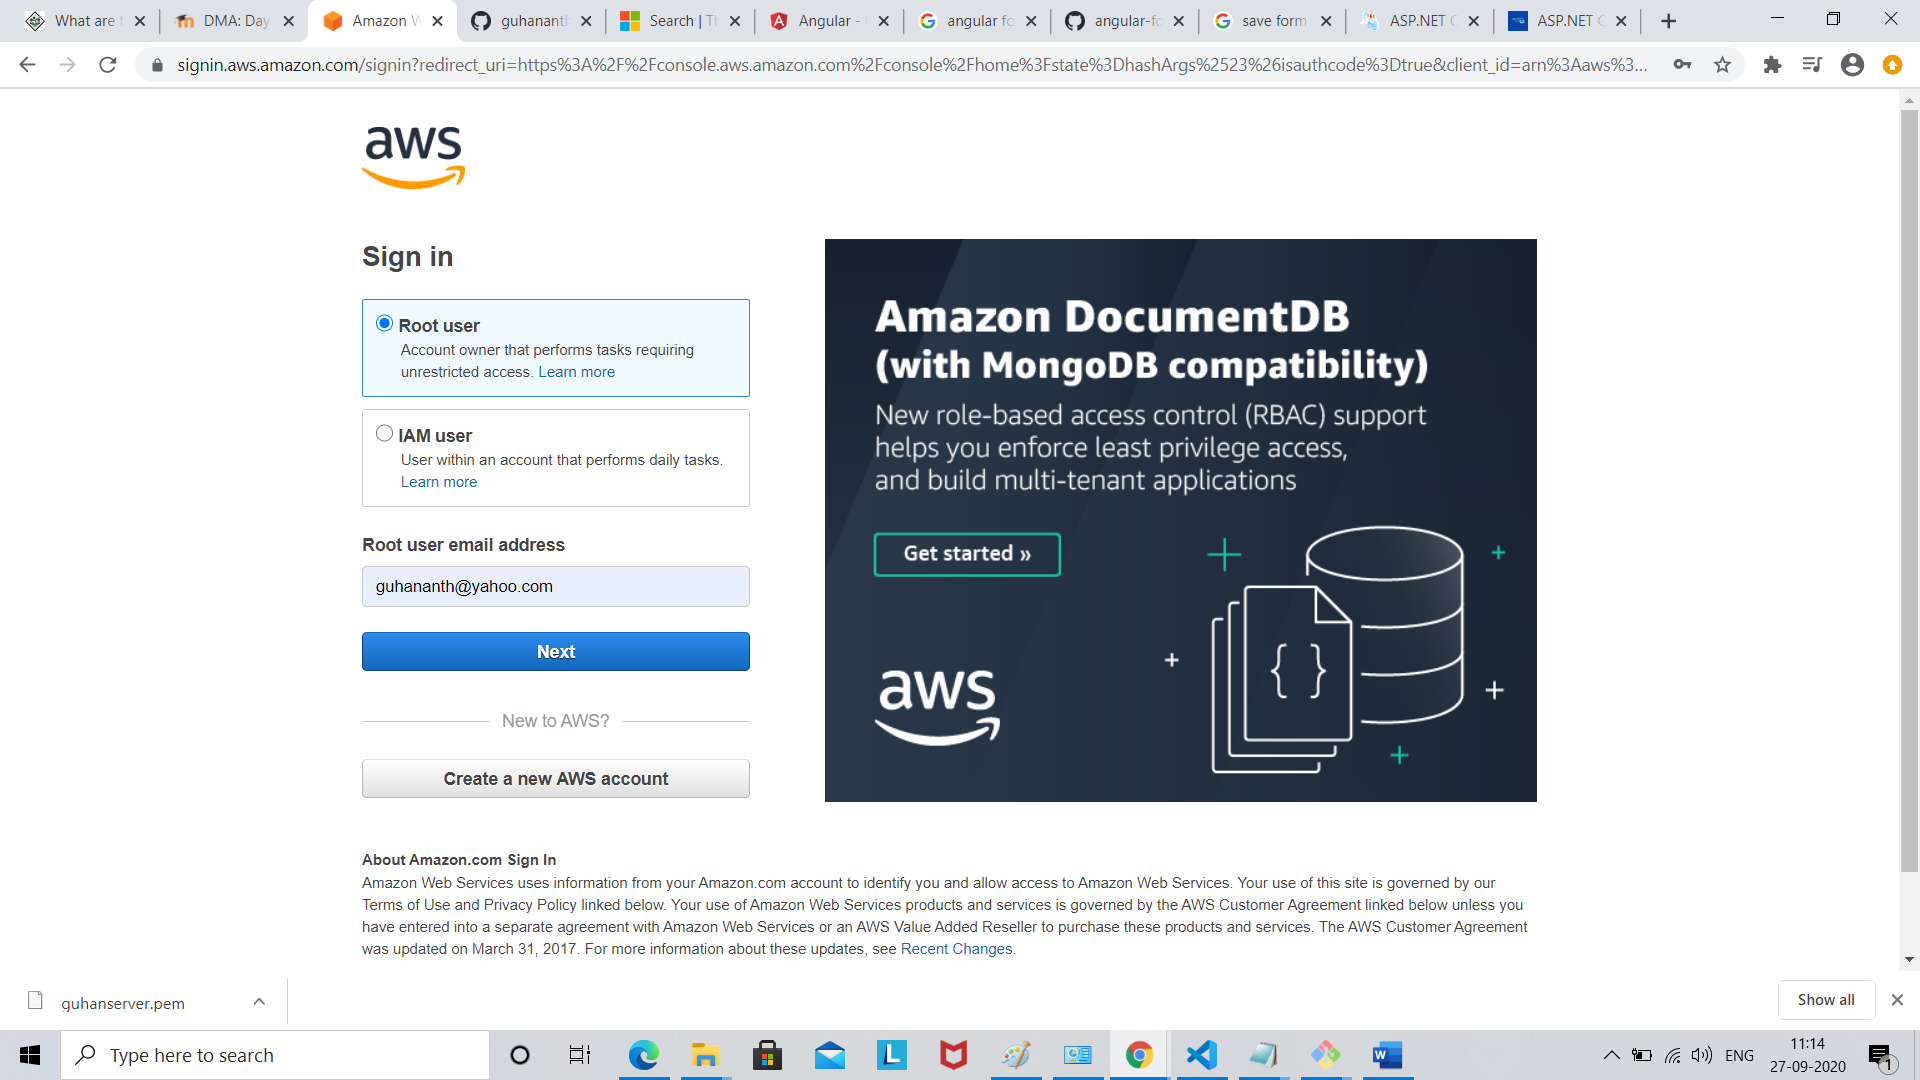 What are t
DMA: Day
Amazon W
guhananth
Search | Th
Angular -
angular fo
angular-fo
save form
ASP.NET C
ASP.NET C
signin.aws.amazon.com/signin?redirect_uri=https%3A%2F%2Fconsole.aws.amazon.com%2Fconsole%2Fhome%3Fstate%3DhashArgs%2523%26isauthcode%3Dtrue&client_id=arn%3Aaws%3...
aws
Sign in
Root user
Account owner that performs tasks requiring
unrestricted access. Learn more
IAM user
User within an account that performs daily tasks.
Learn more
Root user email address
guhananth@yahoo.com
Next
New to AWS?
Create a new AWS account
Amazon DocumentDB
(with MongoDB compatibility)
New role-based access control (RBAC) support
helps you enforce least privilege access,
and build multi-tenant applications
Get started »
{ }
aws
About Amazon.com Sign In
Amazon Web Services uses information from your Amazon.com account to identify you and allow access to Amazon Web Services. Your use of this site is governed by our
Terms of Use and Privacy Policy linked below. Your use of Amazon Web Services products and services is governed by the AWS Customer Agreement linked below unless you
have entered into a separate agreement with Amazon Web Services or an AWS Value Added Reseller to purchase these products and services. The AWS Customer Agreement
was updated on March 31, 2017. For more information about these updates, see Recent Changes.
guhanserver.pem
Show all
Type here to search
L
W
ENG
11:14
27-09-2020
1